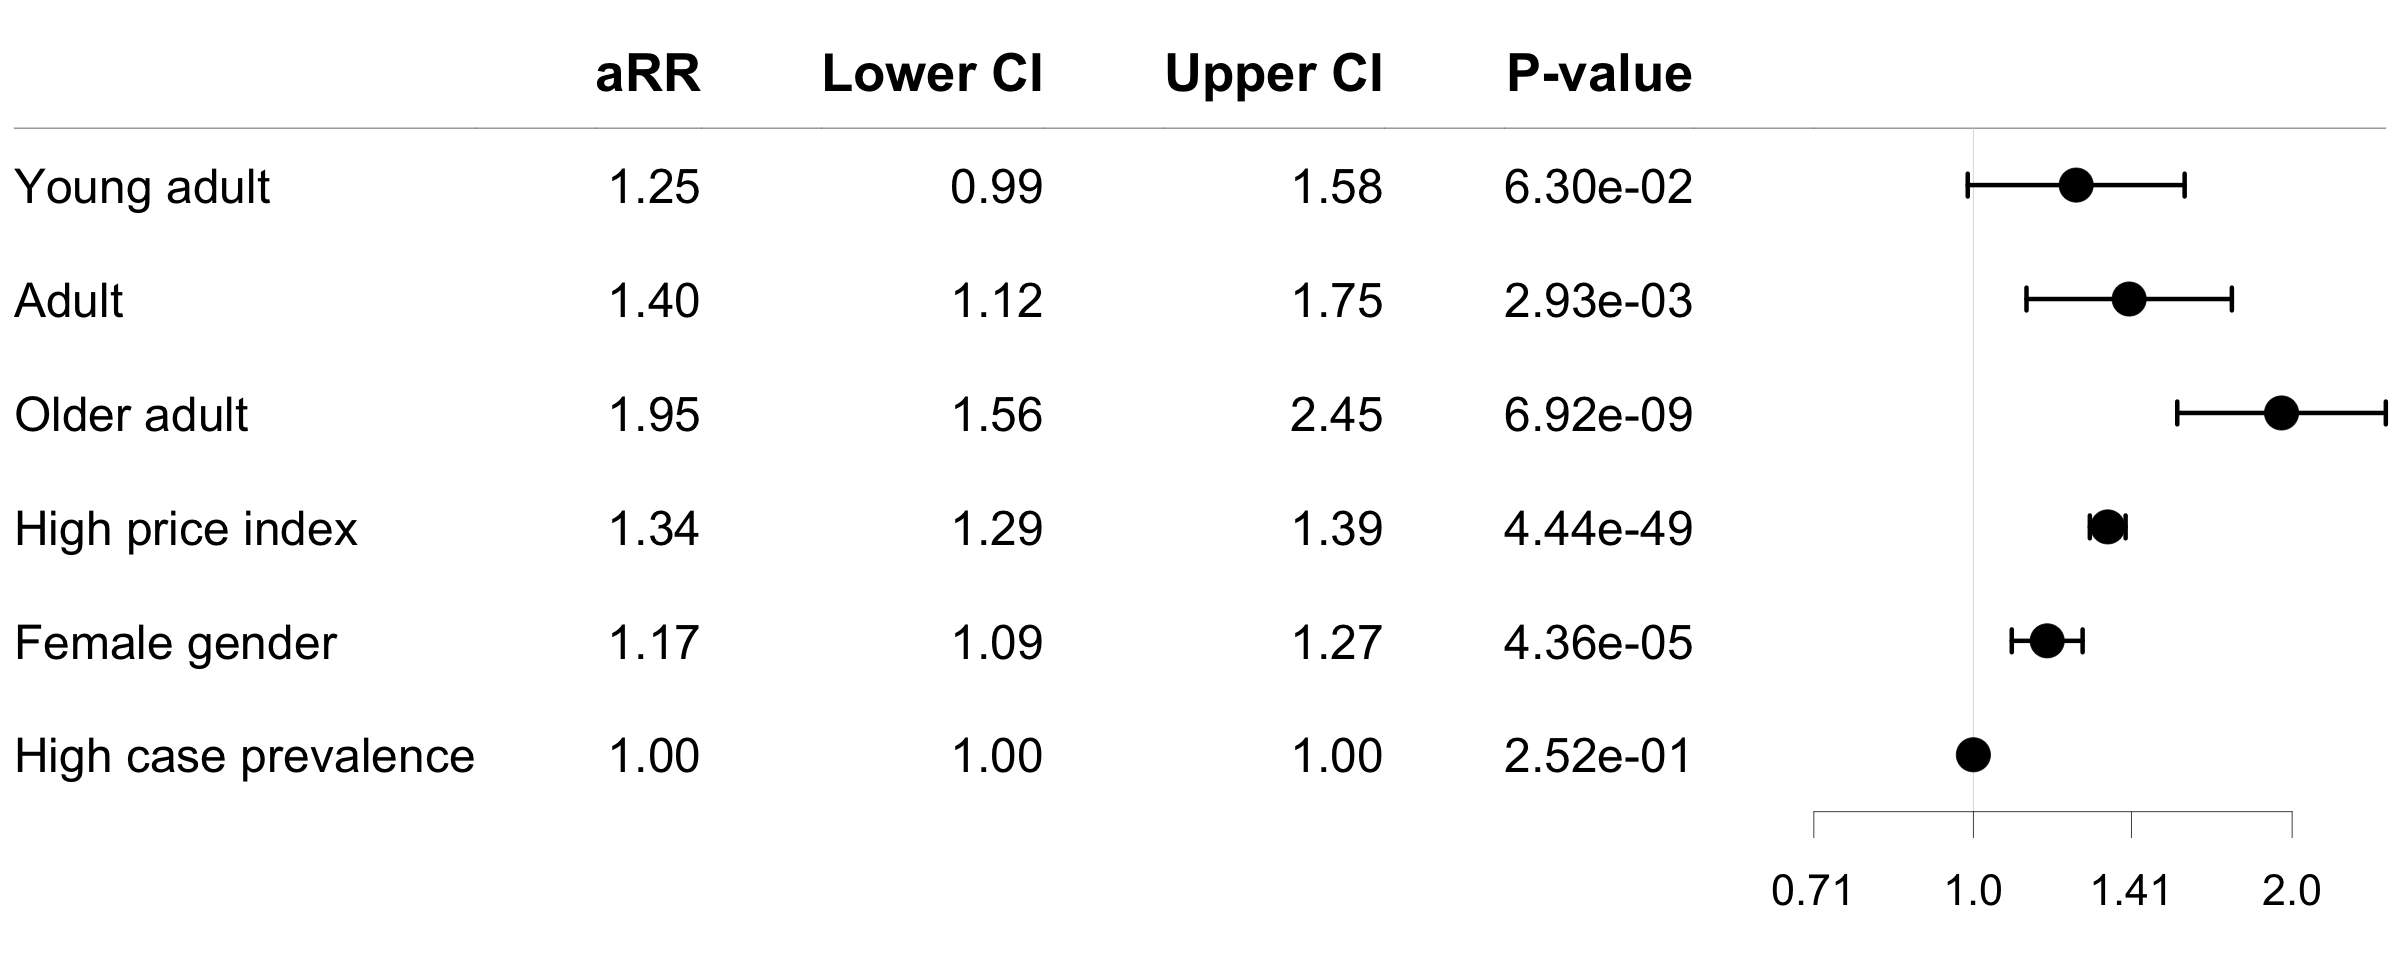 aRR Lower CI Upper CI P-value
Young adult 1.25 0.99 1.58 6.30e-02
Adult 1.40 1.12 1.75 2.93e-03
Older adult 1.95 1.56 2.45 6.92e-09
High price index 1.34 1.29 1.39 4.44e-49
Female gender 1.17 1.09 1.27 4.36e-05
High case prevalence 1.00 1.00 1.00 2.52e-01
0.71 1.0 1.41 2.0